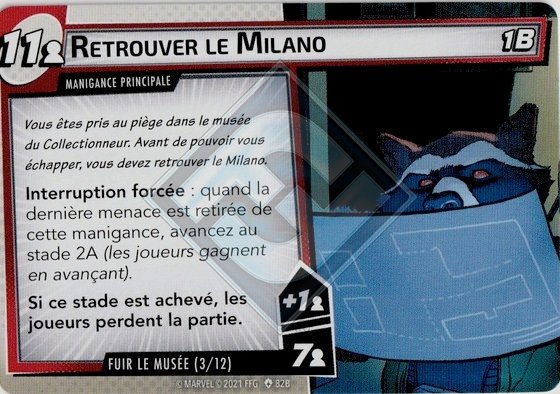 11 RETROUVER LE MILANO 1B
MANIGANCE PRINCIPALE
Vous êtes pris au piège dans le musée
du Collectionneur. Avant de pouvoir vous
échapper, vous devez retrouver le Milano.
Interruption forcée : quand la
dernière menace est retirée de
cette manigance, avancez au
stade 2A (les joueurs gagnent
en avançant).
Si ce stade est achevé, les
joueurs perdent la partie.
+1
7
FUIR LE MUSÉE (3/12)
© MARVEL © 2021 FFG 82B